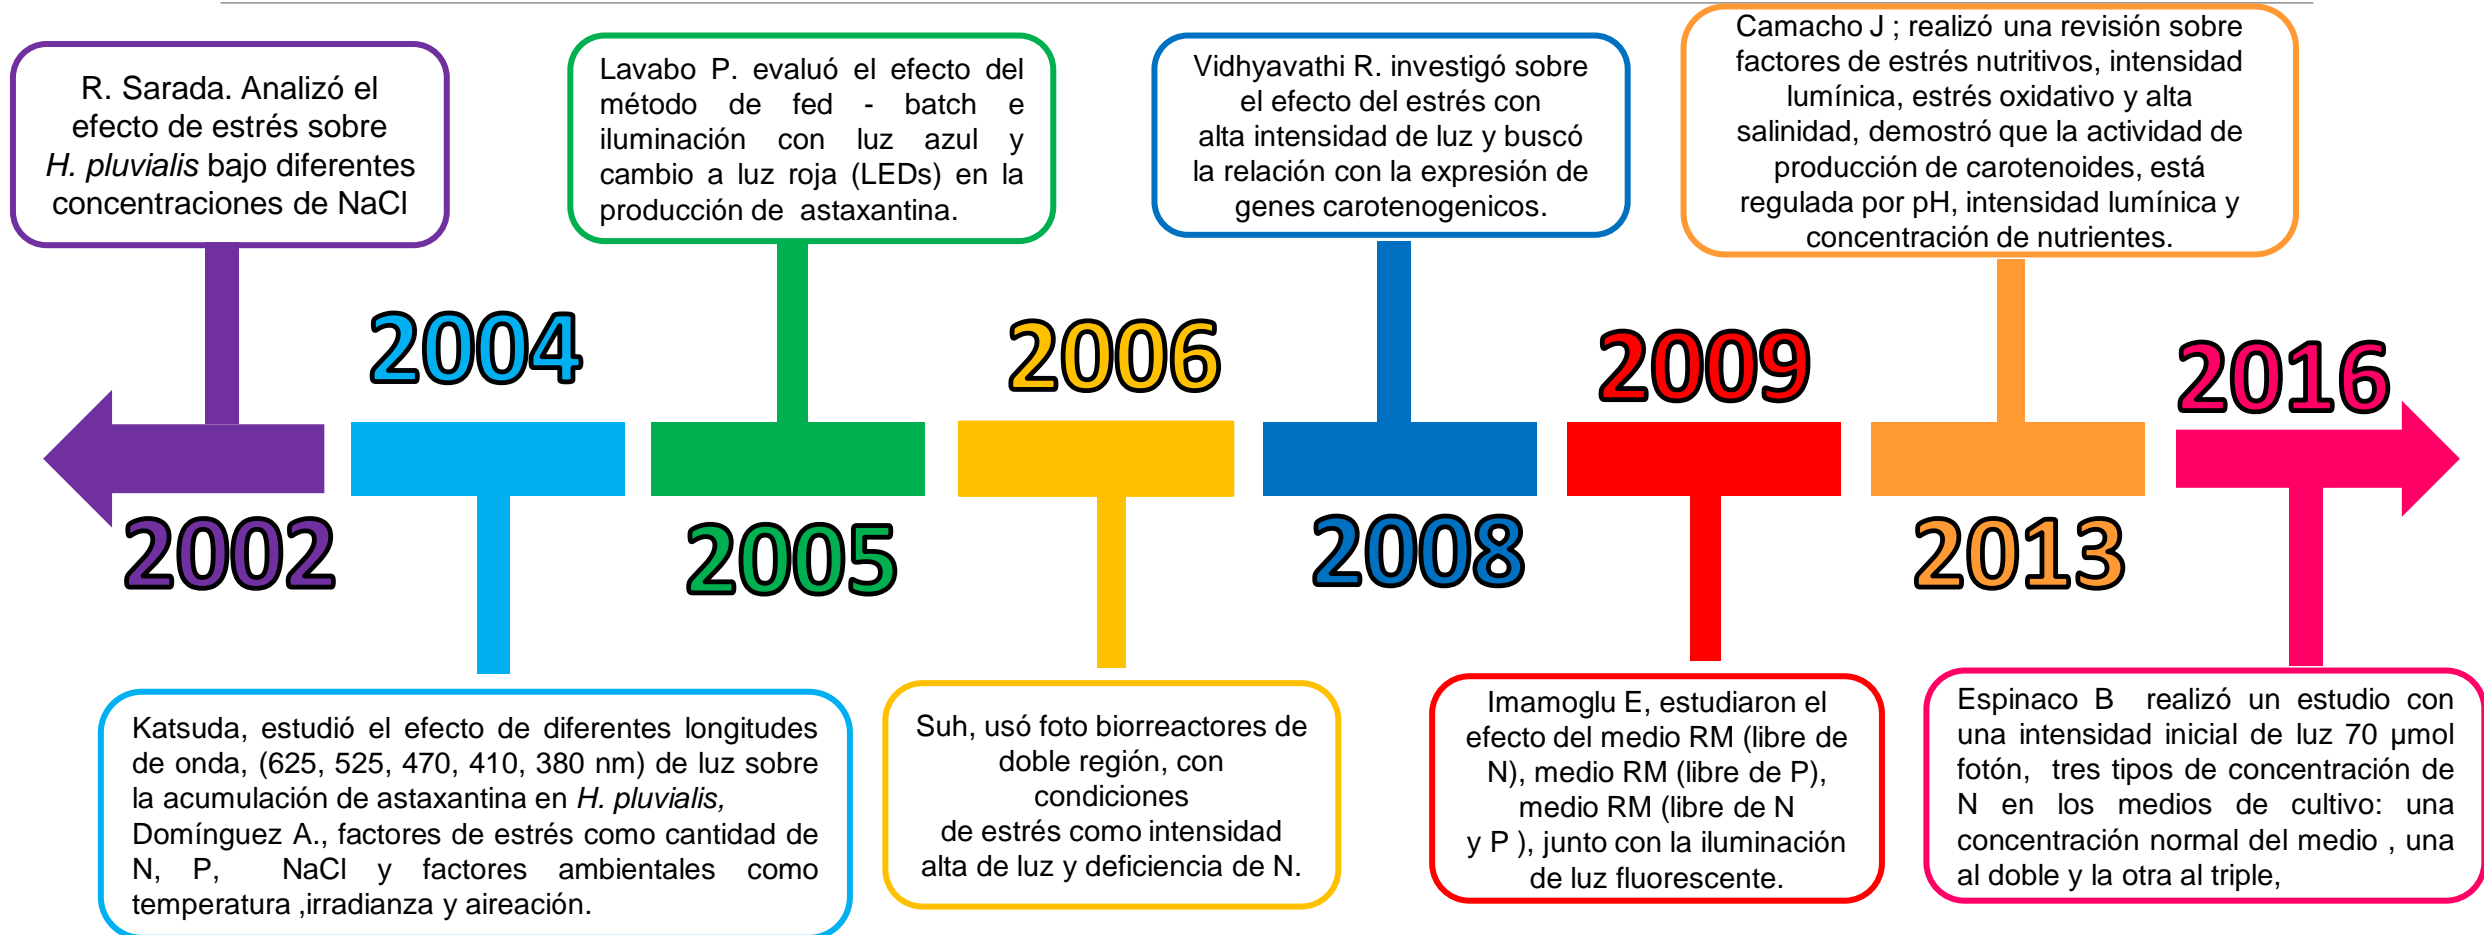 R. Sarada. Analizó el
efecto de estrés sobre
H. pluvialis bajo diferentes
concentraciones de NaCl
2002
2004
Katsuda, estudió el efecto de diferentes longitudes
de onda, (625, 525, 470, 410, 380 nm) de luz sobre
la acumulación de astaxantina en H. pluvialis,
Domínguez A., factores de estrés como cantidad de
N, P, NaCl y factores ambientales como
temperatura ,irradianza y aireación.
Lavabo P. evaluó el efecto del
método de fed - batch e
iluminación con luz azul y
cambio a luz roja (LEDs) en la
producción de astaxantina.
2005
2006
Suh, usó foto biorreactores de
doble región, con
condiciones
de estrés como intensidad
alta de luz y deficiencia de N.
Vidhyavathi R. investigó sobre
el efecto del estrés con
alta intensidad de luz y buscó
la relación con la expresión de
genes carotenogenicos.
2008
2009
Imamoglu E, estudiaron el
efecto del medio RM (libre de
N), medio RM (libre de P),
medio RM (libre de N
y P ), junto con la iluminación
de luz fluorescente.
Camacho J ; realizó una revisión sobre
factores de estrés nutritivos, intensidad
lumínica, estrés oxidativo y alta
salinidad, demostró que la actividad de
producción de carotenoides, está
regulada por pH, intensidad lumínica y
concentración de nutrientes.
2013
2016
Espinaco B realizó un estudio con
una intensidad inicial de luz 70 µmol
fotón, tres tipos de concentración de
N en los medios de cultivo: una
concentración normal del medio , una
al doble y la otra al triple,